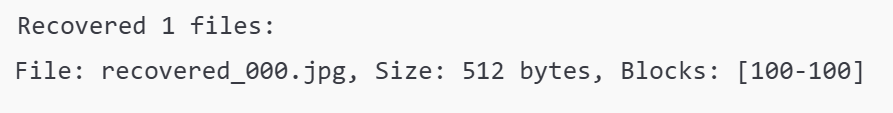 Recovered 1 files:
File: recovered_000.jpg, Size: 512 bytes, Blocks: [100-100]